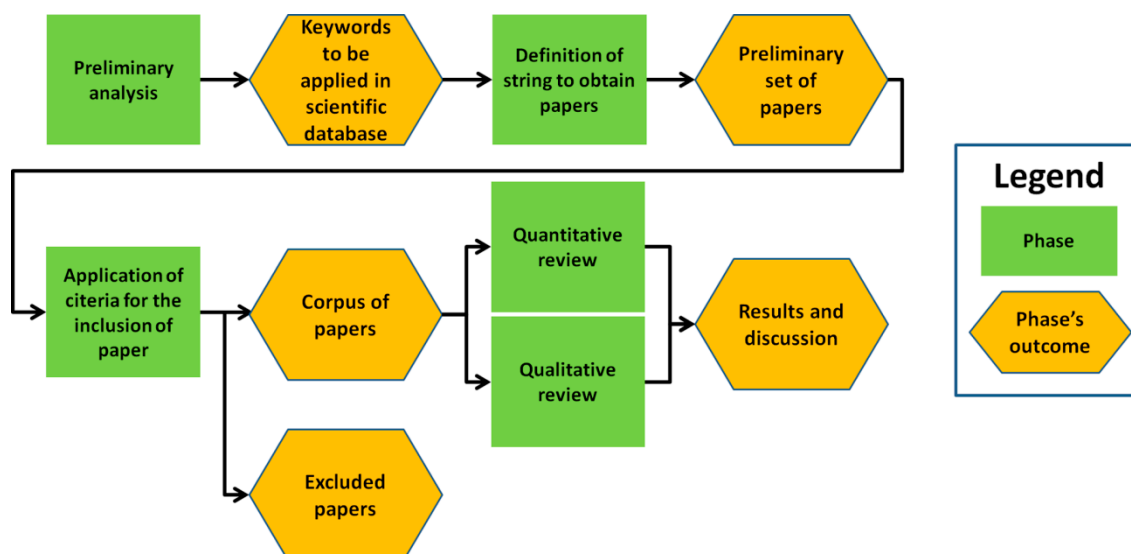 Preliminary
analysis
Keywords
to be
applied in
scientific
database
Definition of
string to obtain
papers
Preliminary
set of
papers
Legend
Phase
Phase's
outcome
Application of
citeria for the
inclusion of
paper
Corpus of
papers
Quantitative
review
Qualitative
review
Results and
discussion
Excluded
papers